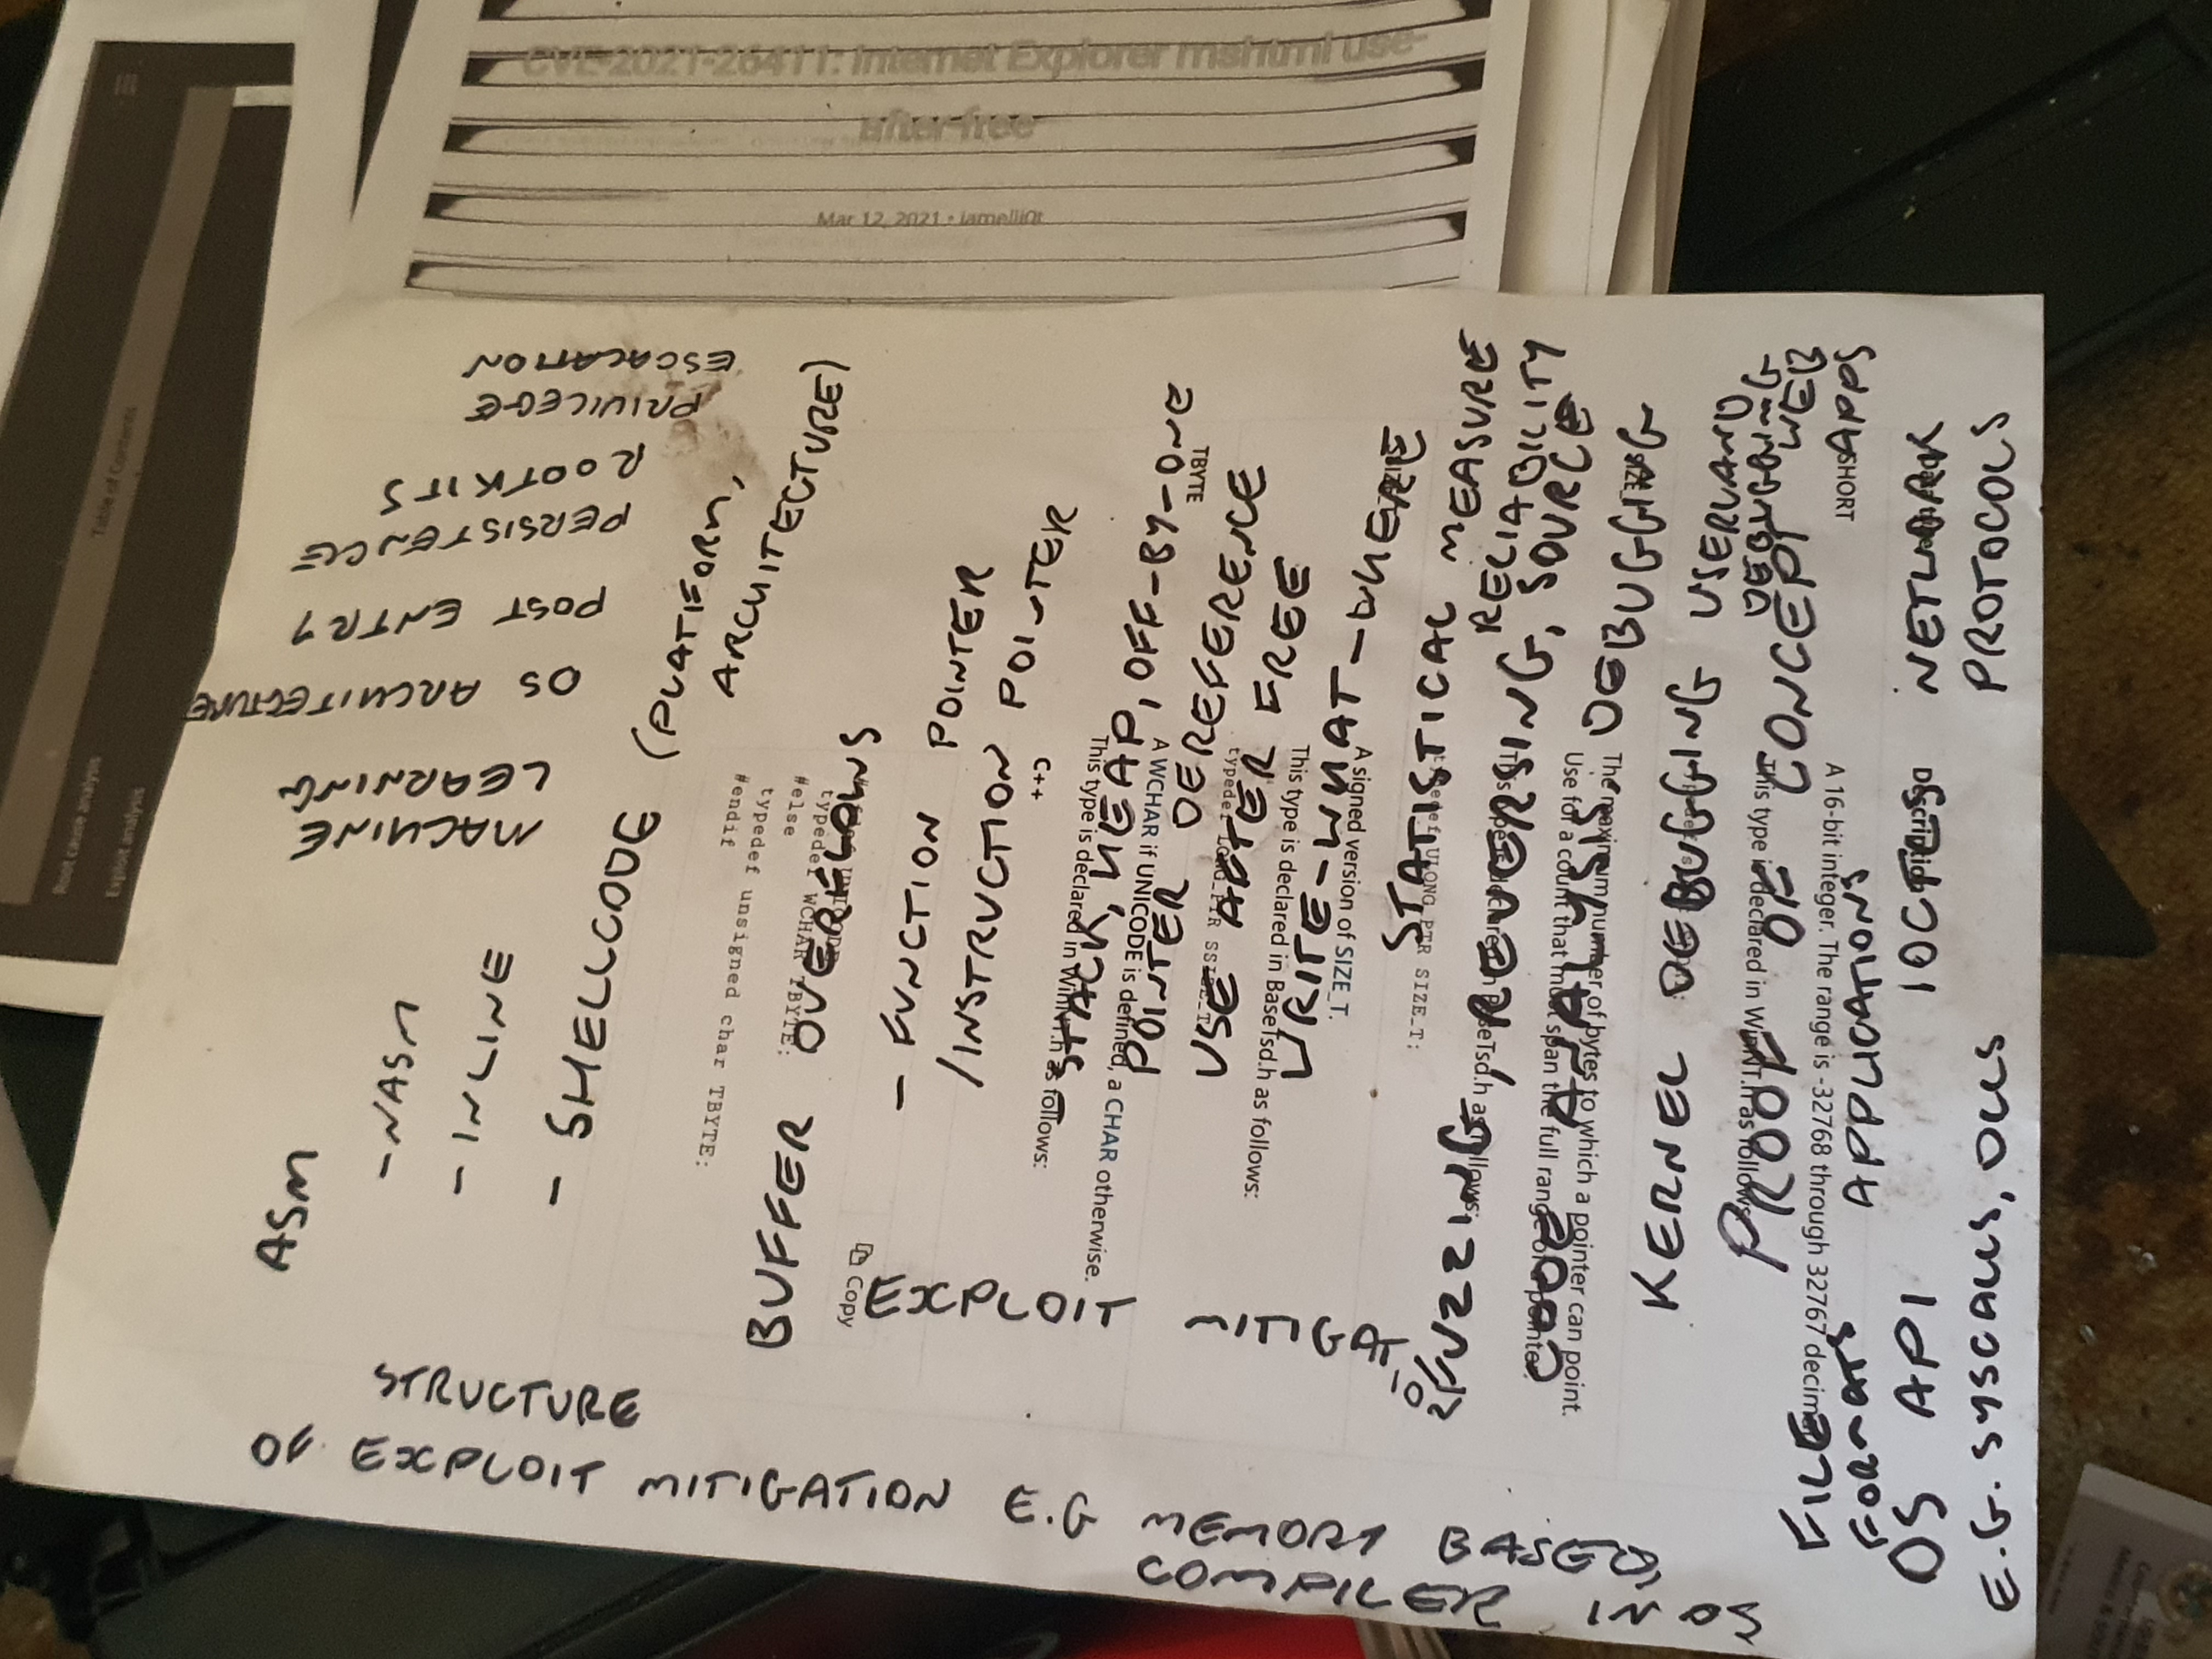 ASM
- NASM
- INLINE
- SHELLCODE (PLATFORM,
ARCHITECTURE)
MACHINE
LEARNING
OS ARCHITECTURE
POST ENTRY
PERSISTENCE
ROOTKITS
PRIVILEGE
ESCALATION
BUFFER OVERFLOWS
- FUNCTION POINTER
/INSTRUCTION POINTER
- STACK, HEAP, OFF-BY-ONE
POINTER DEREFERENCE
USE AFTER FREE
WRITE-WHAT-WHERE
STATISTICAL MEASURE
RELIABILITY
FUZZING, REVERSING, SOURCE
CODE ANALYSIS, DEBUGGING
KERNEL DEBUGGING USERLAND
DEBUGGING
PROOF OF CONCEPT WEB
APPS
FILE
FORMATS APPLICATIONS
OS API IOCTLS NETWORK
PROTOCOLS
E.G. SYSCALLS, DLLS
EXPLOIT MITIGATION
STRUCTURE
OF EXPLOIT MITIGATION E.G MEMORY BASED
COMPILER IN OS
Description
SHORT
A 16-bit integer. The range is -32768 through 32767 decimal.
This type is declared in WinNT.h as follows:
The maximum number of bytes to which a pointer can point.
Use for a count that must span the full range of a pointer.
This type is declared in BaseTsd.h as follows:
typedef ULONG_PTR SIZE_T;
A signed version of SIZE_T.
This type is declared in BaseTsd.h as follows:
typedef LONG_PTR SSIZE_T
TBYTE
A WCHAR if UNICODE is defined, a CHAR otherwise.
This type is declared in WinNT.h as follows:
C++
Copy
typedef WCHAR TBYTE;
#else
typedef unsigned char TBYTE;
#endif
Table of Contents
Root cause analysis
Exploit analysis
CVE-2021-26411: Internet Explorer mshtml use-
after-free
Mar 12, 2021 · iamelli0t